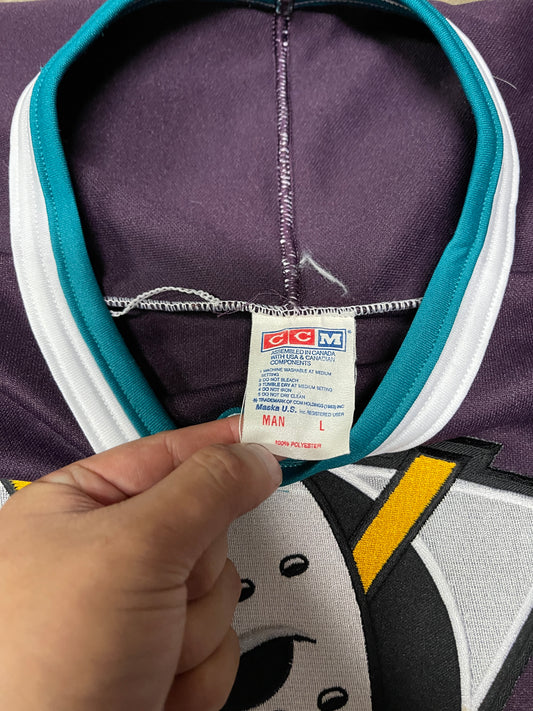 CCM
ASSEMBLED IN CANADA
WITH USA & CANADIAN
COMPONENTS
1 MACHINE WASHABLE AT MEDIUM
SETTING
2 DO NOT BLEACH
3 TUMBLE DRY AT MEDIUM SETTING
4 DO NOT IRON
5 DO NOT DRY CLEAN
TRADEMARK OF CCM HOLDINGS (1983) INC
Maska U.S. INC REGISTERED USER
MAN L
100% POLYESTER